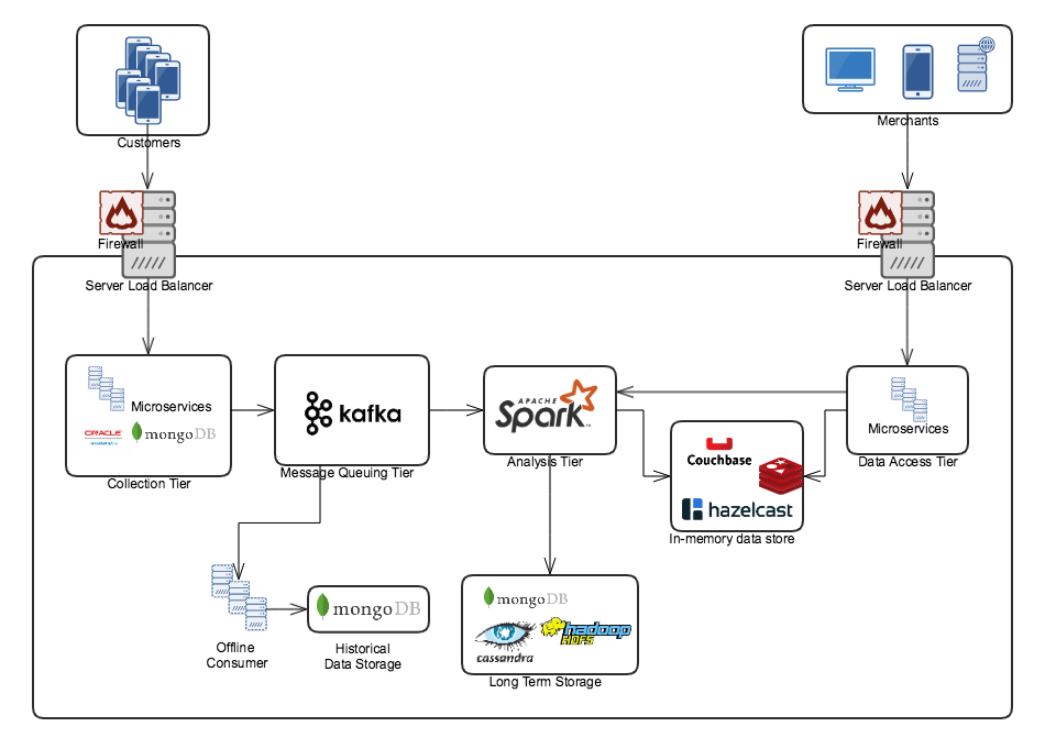 Customers
Merchants
Firewall
Server Load Balancer
Firewall
Server Load Balancer
Microservices
ORACLE
mongoDB
Collection Tier
kafka
Message Queuing Tier
APACHE
Spark
Analysis Tier
Couchbase
hazelcast
In-memory data store
Microservices
Data Access Tier
Offline
Consumer
mongoDB
Historical
Data Storage
mongoDB
cassandra
hadoop
HDFS
Long Term Storage